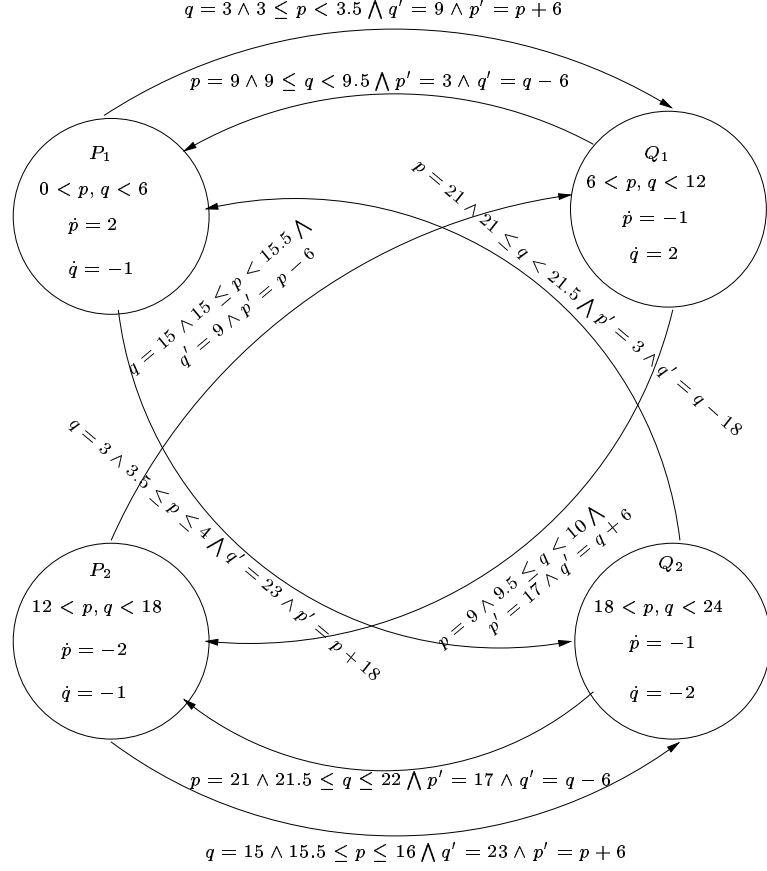 q = 3 ∧ 3 ≤ p < 3.5 ⋀ q′ = 9 ∧ p′ = p + 6
p = 9 ∧ 9 ≤ q < 9.5 ⋀ p′ = 3 ∧ q′ = q − 6
P₁
0 < p, q < 6
ṗ = 2
q̇ = −1
Q₁
6 < p, q < 12
ṗ = −1
q̇ = 2
p = 21 ∧ 21 ≤ q < 21.5 ⋀ p′ = 3 ∧ q′ = q − 18
q = 15 ∧ 15 ≤ p < 15.5 ⋀
q′ = 9 ∧ p′ = p − 6
q = 3 ∧ 3.5 ≤ p ≤ 4 ⋀ q′ = 23 ∧ p′ = p + 18
p = 9 ∧ 9.5 ≤ q < 10 ⋀
p′ = 17 ∧ q′ = q + 6
P₂
12 < p, q < 18
ṗ = −2
q̇ = −1
Q₂
18 < p, q < 24
ṗ = −1
q̇ = −2
p = 21 ∧ 21.5 ≤ q ≤ 22 ⋀ p′ = 17 ∧ q′ = q − 6
q = 15 ∧ 15.5 ≤ p ≤ 16 ⋀ q′ = 23 ∧ p′ = p + 6